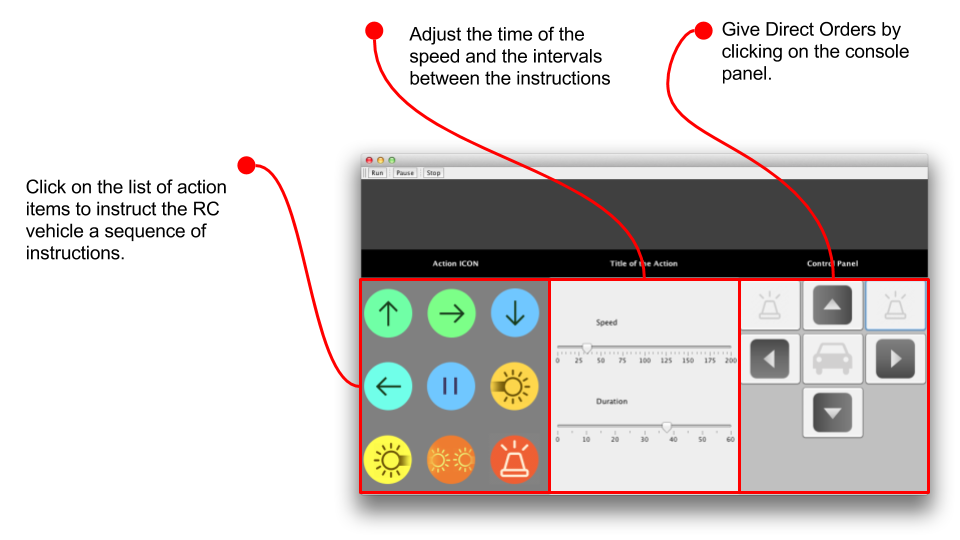 Adjust the time of the
speed and the intervals
between the instructions
Give Direct Orders by
clicking on the console
panel.
Click on the list of action
items to instruct the RC
vehicle a sequence of
instructions.
Run Pause Stop
Action ICON Title of the Action Control Panel
Speed
0 25 50 75 100 125 150 175 200
Duration
0 10 20 30 40 50 60